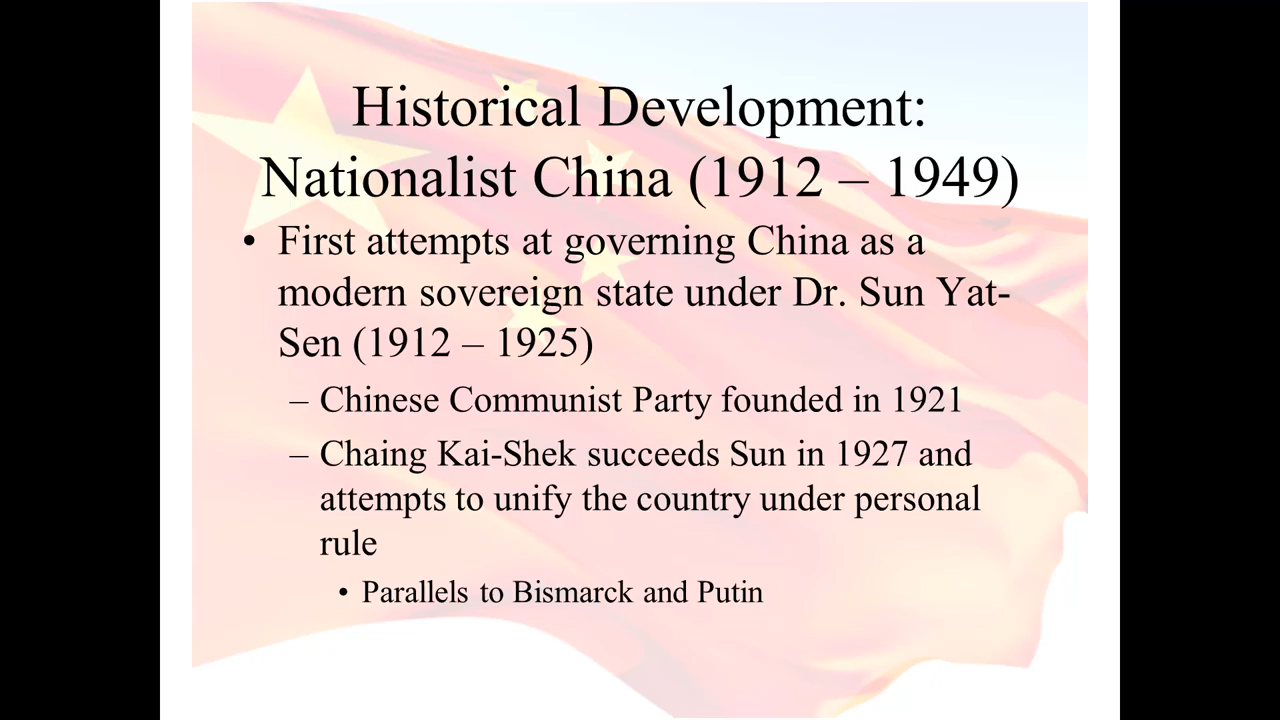 Historical Development:
Nationalist China (1912 – 1949)
• First attempts at governing China as a
modern sovereign state under Dr. Sun Yat-
Sen (1912 – 1925)
– Chinese Communist Party founded in 1921
– Chaing Kai-Shek succeeds Sun in 1927 and
attempts to unify the country under personal
rule
• Parallels to Bismarck and Putin